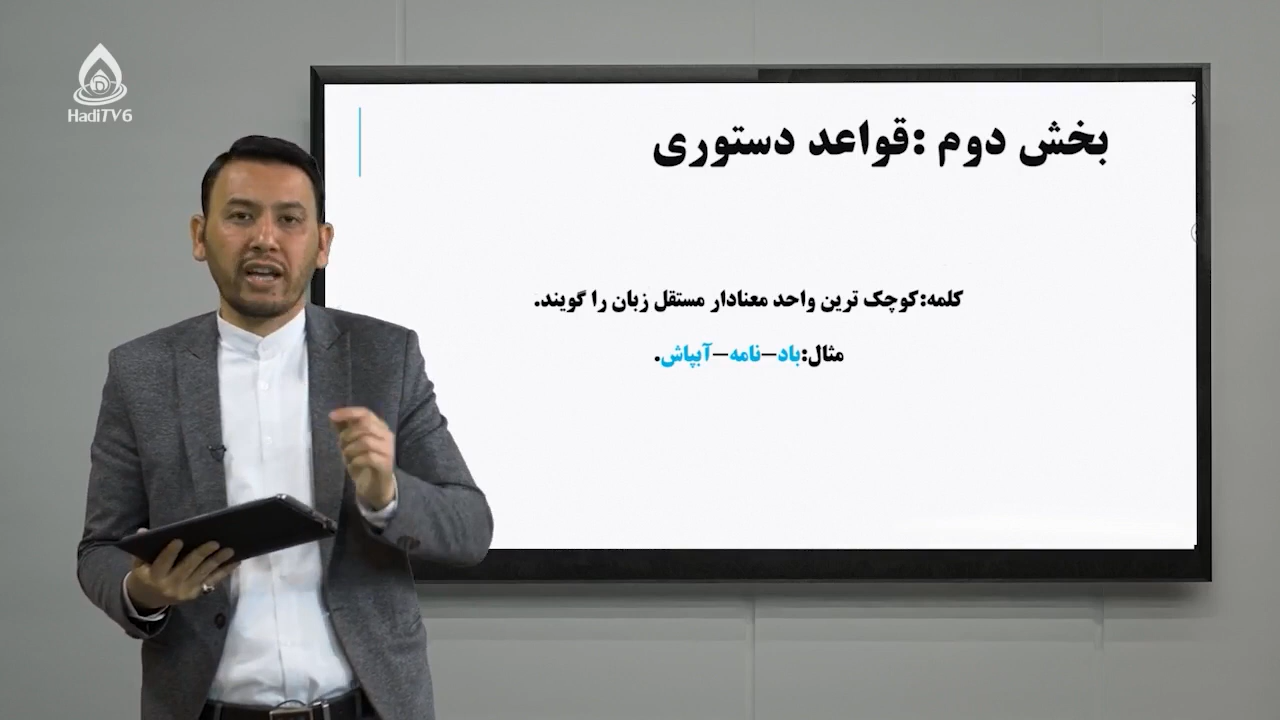 HadiTV6
بخش دوم :قواعد دستوری
کلمه:کوچک ترین واحد معنادار مستقل زبان را گویند.
مثال:باد–نامه–آبپاش.